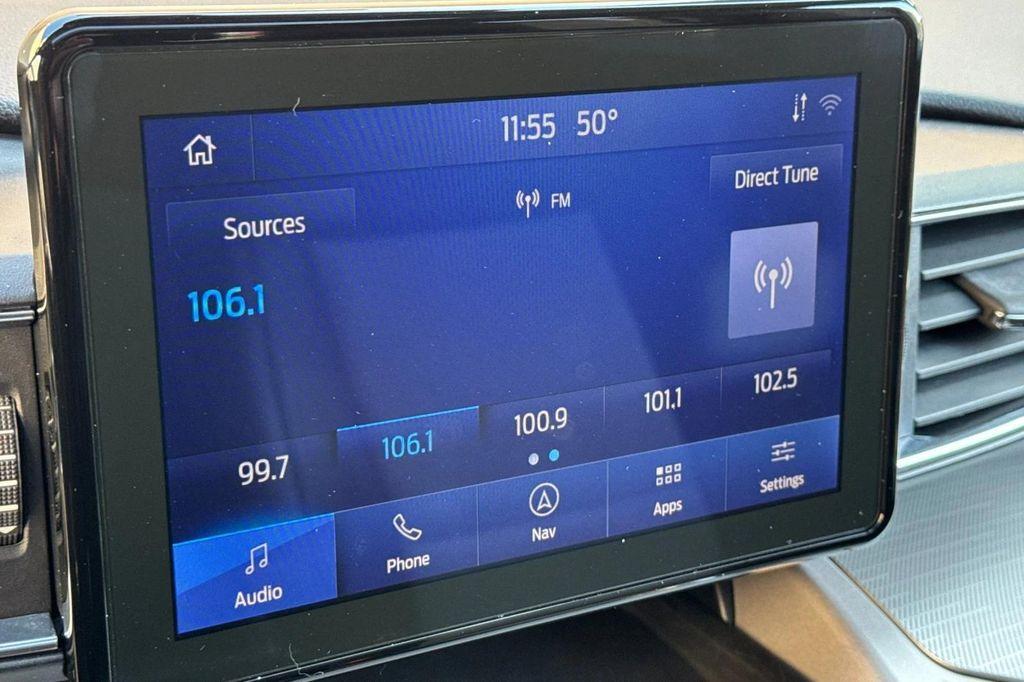 11:55 50°
Direct Tune
FM
Sources
106.1
99.7 106.1 100.9 101.1 102.5
Audio Phone Nav Apps Settings